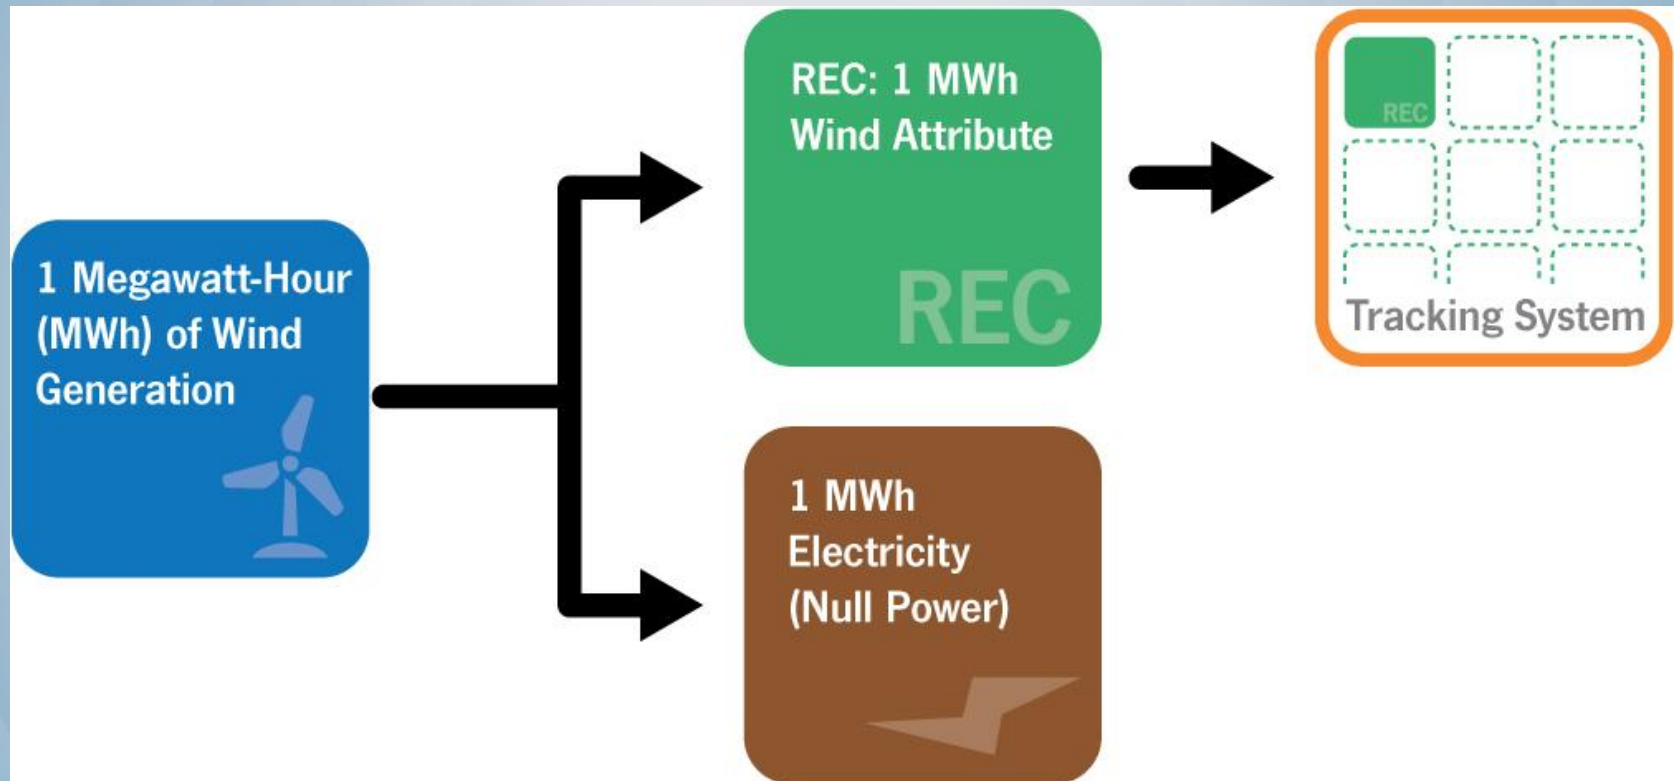 1 Megawatt-Hour
(MWh) of Wind
Generation
REC: 1 MWh
Wind Attribute
REC
REC
Tracking System
1 MWh
Electricity
(Null Power)